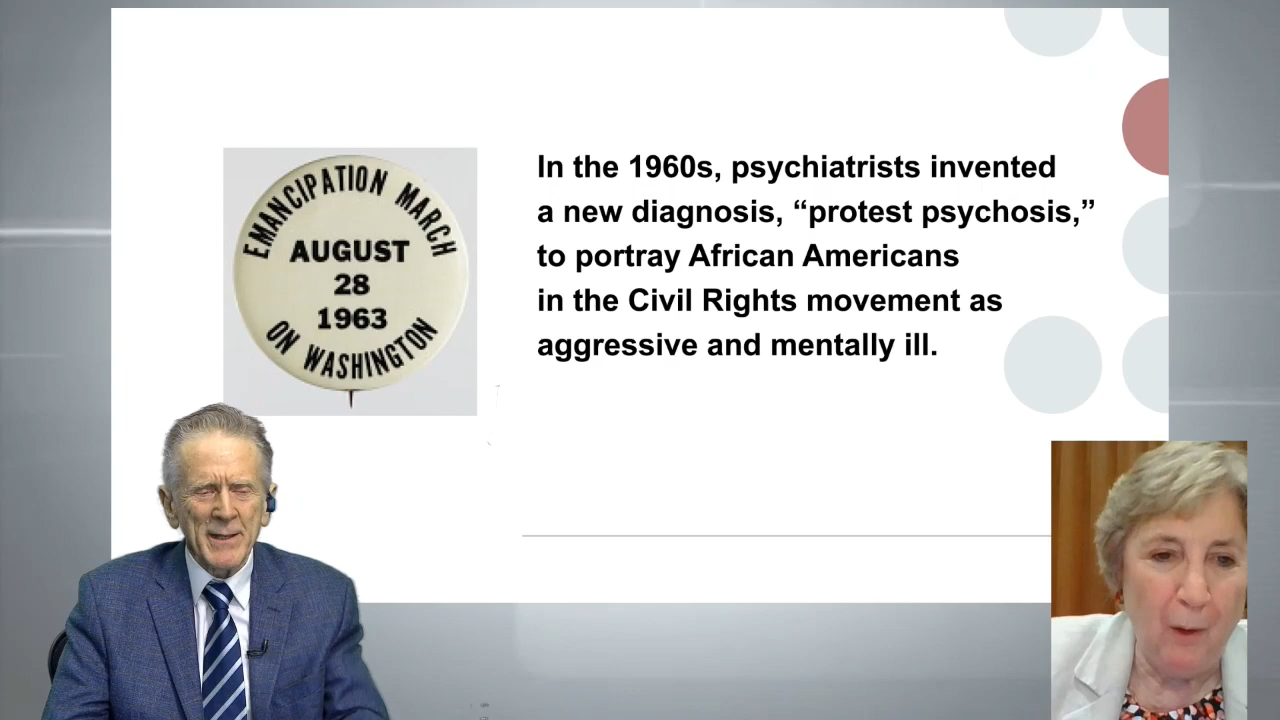 EMANCIPATION MARCH
AUGUST
28
1963
ON WASHINGTON
In the 1960s, psychiatrists invented
a new diagnosis, “protest psychosis,”
to portray African Americans
in the Civil Rights movement as
aggressive and mentally ill.